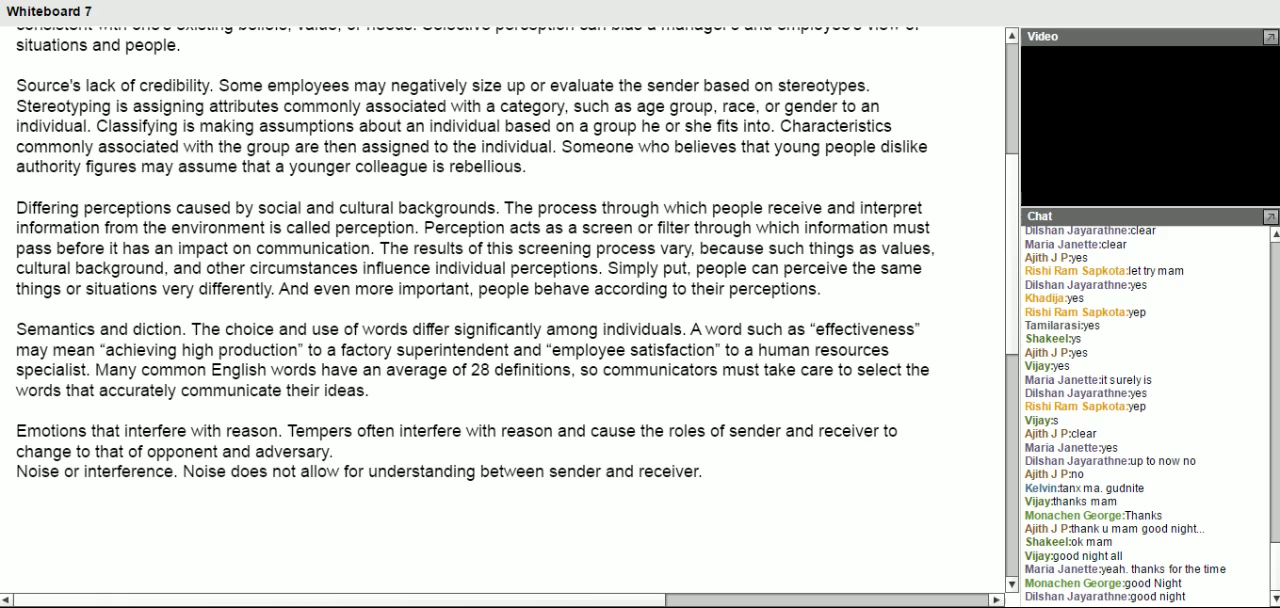 Whiteboard 7
situations and people.
Source's lack of credibility. Some employees may negatively size up or evaluate the sender based on stereotypes.
Stereotyping is assigning attributes commonly associated with a category, such as age group, race, or gender to an
individual. Classifying is making assumptions about an individual based on a group he or she fits into. Characteristics
commonly associated with the group are then assigned to the individual. Someone who believes that young people dislike
authority figures may assume that a younger colleague is rebellious.
Differing perceptions caused by social and cultural backgrounds. The process through which people receive and interpret
information from the environment is called perception. Perception acts as a screen or filter through which information must
pass before it has an impact on communication. The results of this screening process vary, because such things as values,
cultural background, and other circumstances influence individual perceptions. Simply put, people can perceive the same
things or situations very differently. And even more important, people behave according to their perceptions.
Semantics and diction. The choice and use of words differ significantly among individuals. A word such as “effectiveness”
may mean “achieving high production” to a factory superintendent and “employee satisfaction” to a human resources
specialist. Many common English words have an average of 28 definitions, so communicators must take care to select the
words that accurately communicate their ideas.
Emotions that interfere with reason. Tempers often interfere with reason and cause the roles of sender and receiver to
change to that of opponent and adversary.
Noise or interference. Noise does not allow for understanding between sender and receiver.
Video
Chat
Dilshan Jayarathne:clear
Maria Janette:clear
Ajith J P:yes
Rishi Ram Sapkota:let try mam
Dilshan Jayarathne:yes
Khadija:yes
Rishi Ram Sapkota:yep
Tamilarasi:yes
Shakeel:ys
Ajith J P:yes
Vijay:yes
Maria Janette:it surely is
Dilshan Jayarathne:yes
Rishi Ram Sapkota:yep
Vijay:s
Ajith J P:clear
Maria Janette:yes
Dilshan Jayarathne:up to now no
Ajith J P:no
Kelvin:tanx ma. gudnite
Vijay:thanks mam
Monachen George:Thanks
Ajith J P:thank u mam good night...
Shakeel:ok mam
Vijay:good night all
Maria Janette:yeah. thanks for the time
Monachen George:good Night
Dilshan Jayarathne:good night